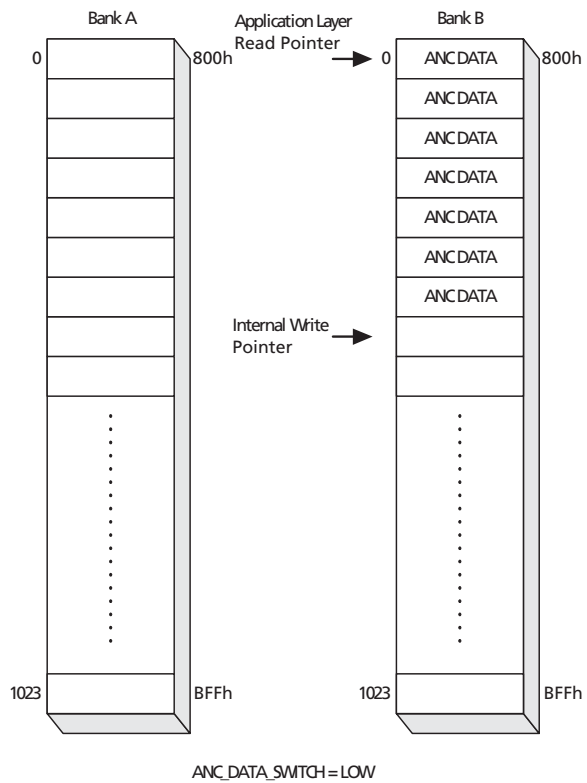 Bank A
Application Layer
Read Pointer
Bank B
0
800h
0
ANC DATA
800h
ANC DATA
ANC DATA
ANC DATA
ANC DATA
ANC DATA
ANC DATA
Internal Write
Pointer
1023
BFFh
1023
BFFh
ANC_DATA_SWITCH = LOW